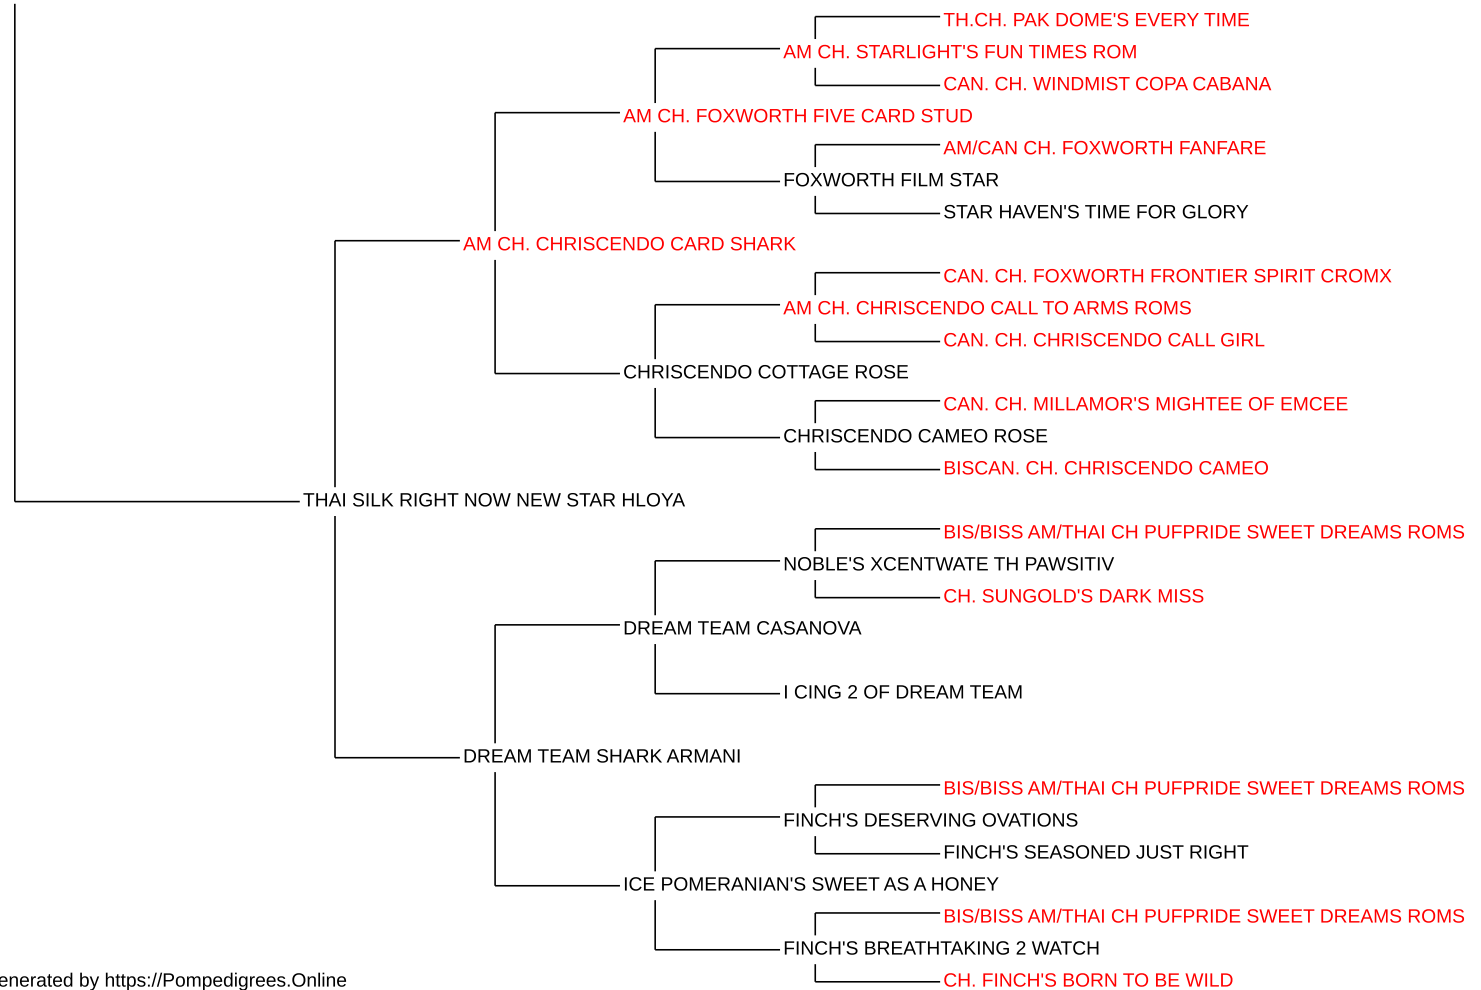 TH.CH. PAK DOME'S EVERY TIME
AM CH. STARLIGHT'S FUN TIMES ROM
CAN. CH. WINDMIST COPA CABANA
AM CH. FOXWORTH FIVE CARD STUD
AM/CAN CH. FOXWORTH FANFARE
FOXWORTH FILM STAR
STAR HAVEN'S TIME FOR GLORY
AM CH. CHRISCENDO CARD SHARK
CAN. CH. FOXWORTH FRONTIER SPIRIT CROMX
AM CH. CHRISCENDO CALL TO ARMS ROMS
CAN. CH. CHRISCENDO CALL GIRL
CHRISCENDO COTTAGE ROSE
CAN. CH. MILLAMOR'S MIGHTEE OF EMCEE
CHRISCENDO CAMEO ROSE
BISCAN. CH. CHRISCENDO CAMEO
THAI SILK RIGHT NOW NEW STAR HLOYA
BIS/BISS AM/THAI CH PUFPRIDE SWEET DREAMS ROMS
NOBLE'S XCENTWATE TH PAWSITIV
CH. SUNGOLD'S DARK MISS
DREAM TEAM CASANOVA
I CING 2 OF DREAM TEAM
DREAM TEAM SHARK ARMANI
BIS/BISS AM/THAI CH PUFPRIDE SWEET DREAMS ROMS
FINCH'S DESERVING OVATIONS
FINCH'S SEASONED JUST RIGHT
ICE POMERANIAN'S SWEET AS A HONEY
BIS/BISS AM/THAI CH PUFPRIDE SWEET DREAMS ROMS
FINCH'S BREATHTAKING 2 WATCH
CH. FINCH'S BORN TO BE WILD
enerated by https://Pompedigrees.Online